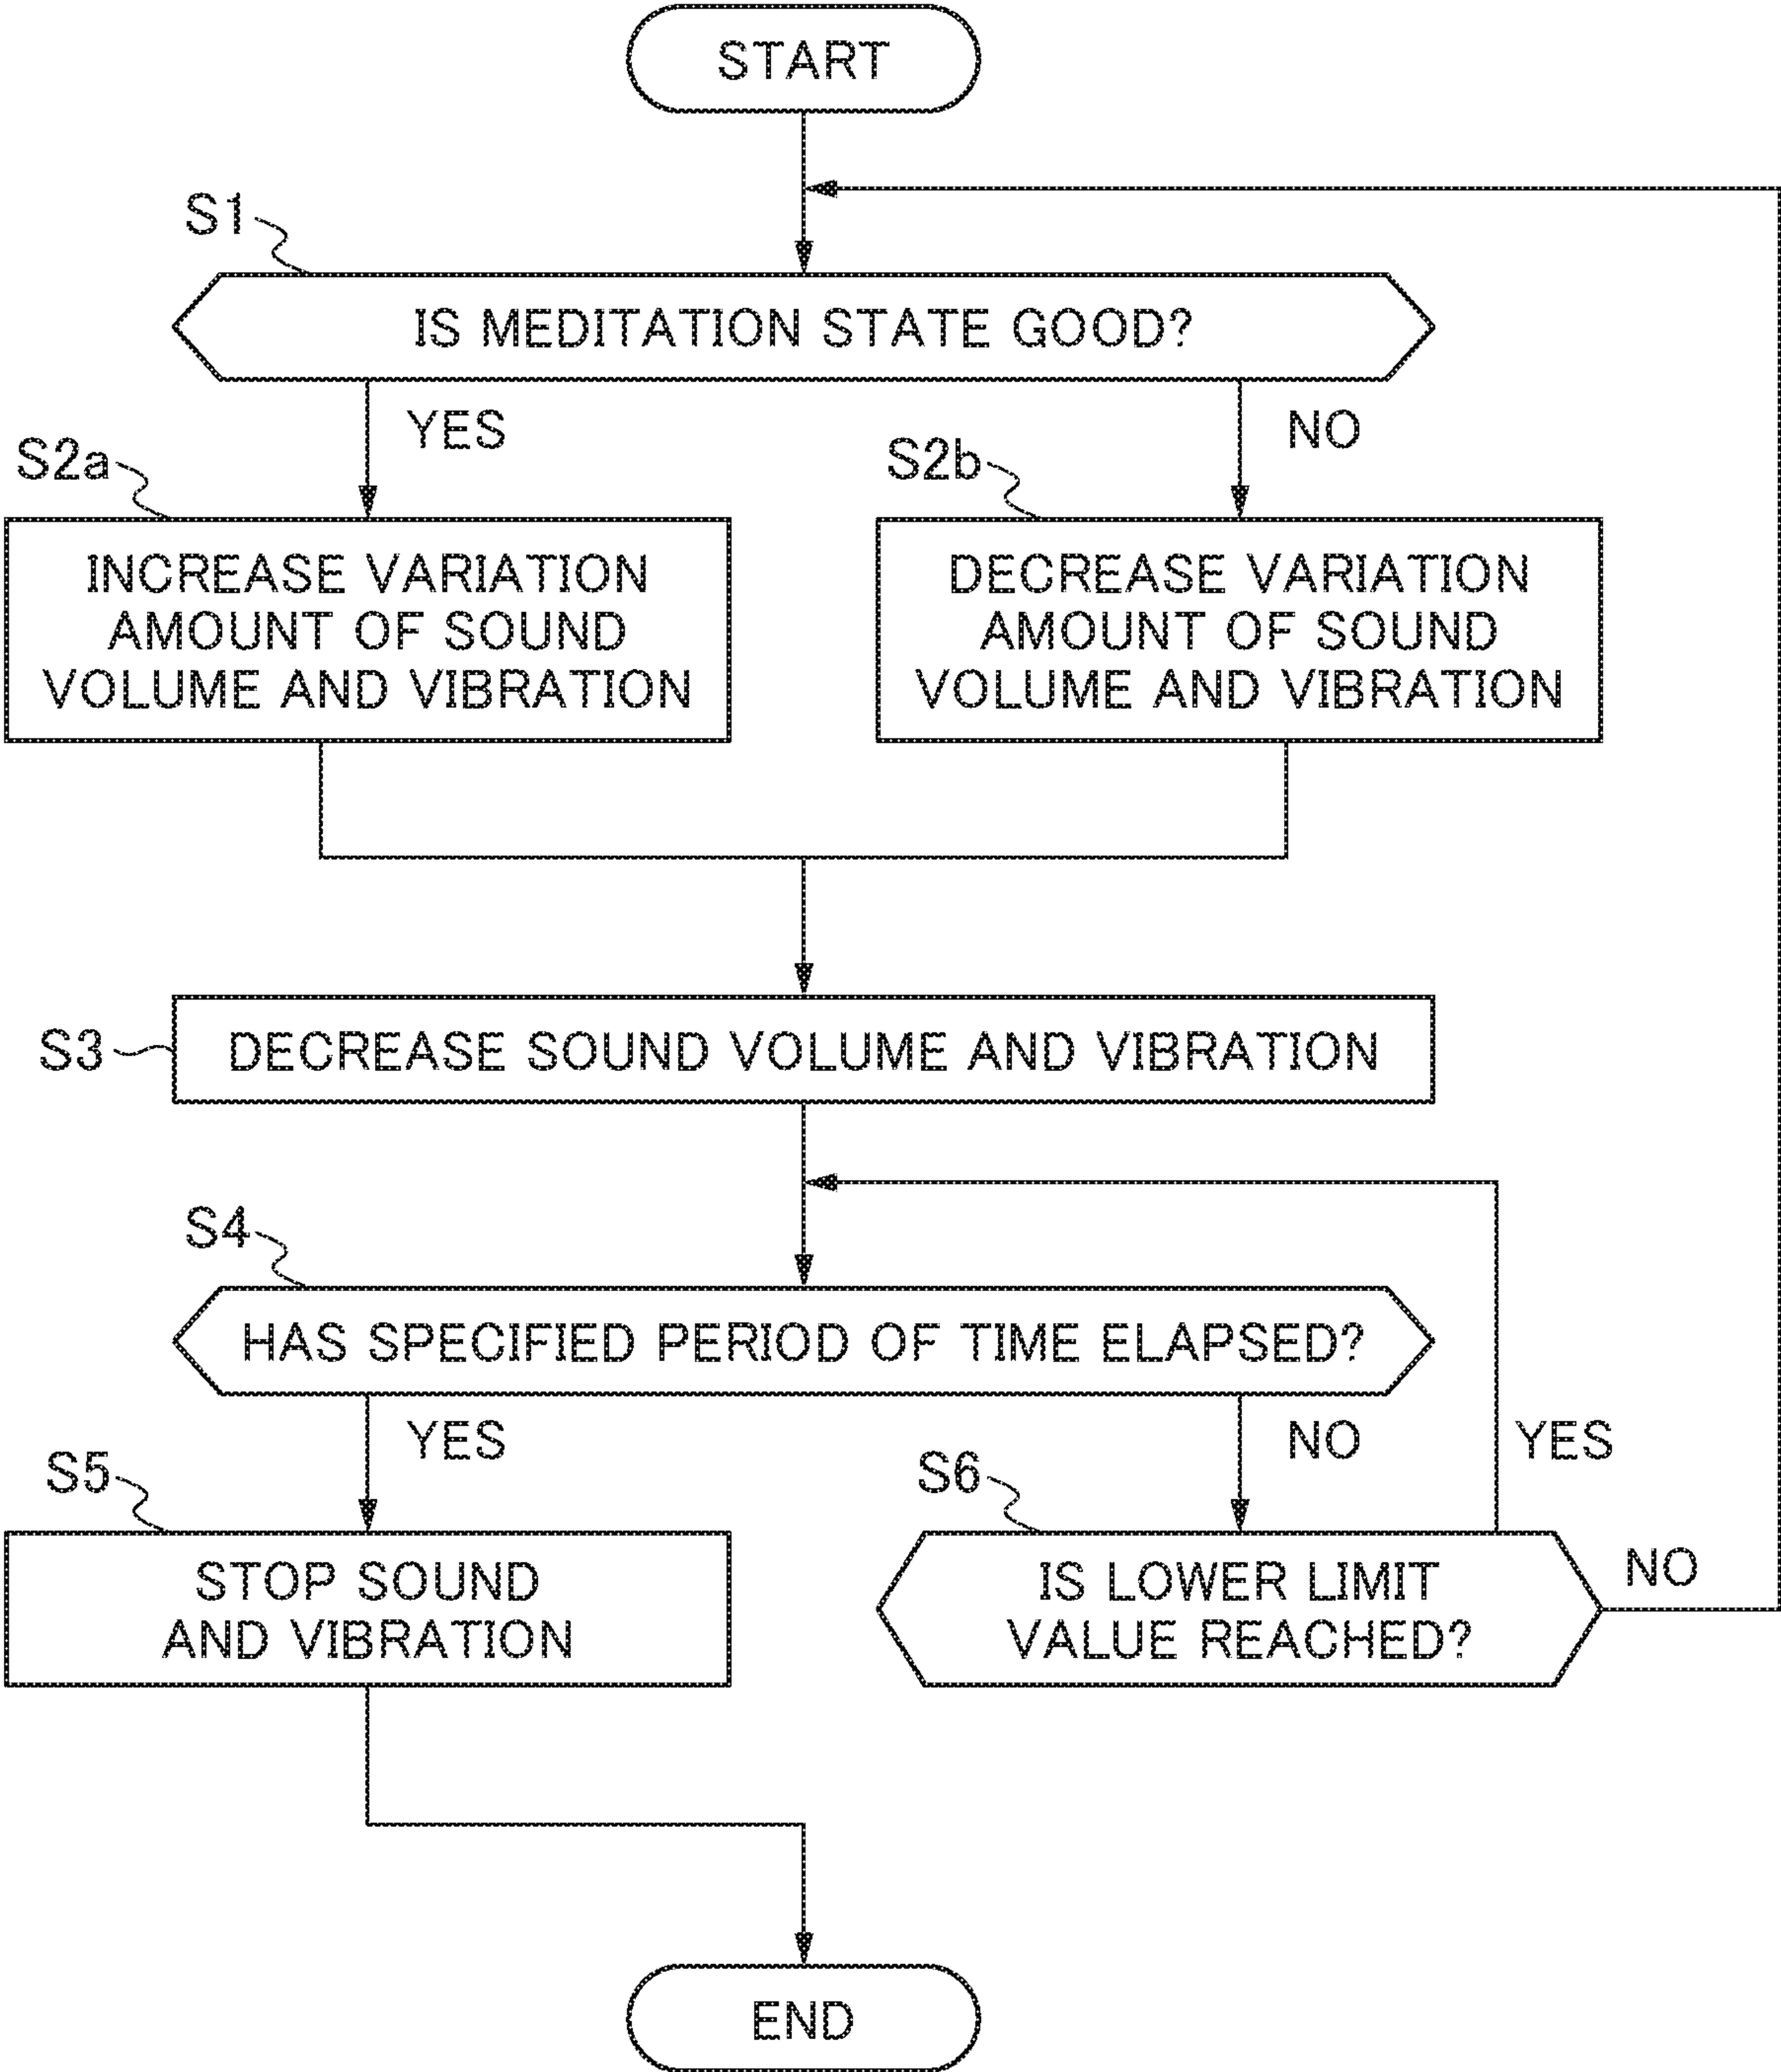 START
S1
IS MEDITATION STATE GOOD?
YES
NO
S2a
S2b
INCREASE VARIATION
AMOUNT OF SOUND
VOLUME AND VIBRATION
DECREASE VARIATION
AMOUNT OF SOUND
VOLUME AND VIBRATION
S3
DECREASE SOUND VOLUME AND VIBRATION
S4
HAS SPECIFIED PERIOD OF TIME ELAPSED?
YES
NO
YES
S5
S6
STOP SOUND
AND VIBRATION
IS LOWER LIMIT
VALUE REACHED?
NO
END